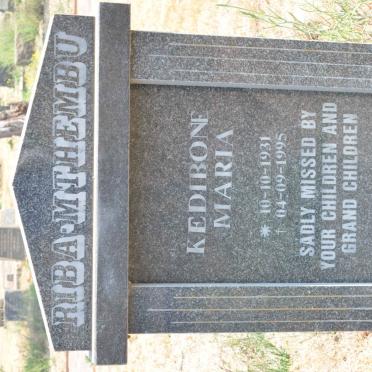 RIBA-MTHEMBU
KEDIBONE
MARIA
* 10-10-1931
† 04-09-1995
SADLY MISSED BY
YOUR CHILDREN AND
GRAND CHILDREN